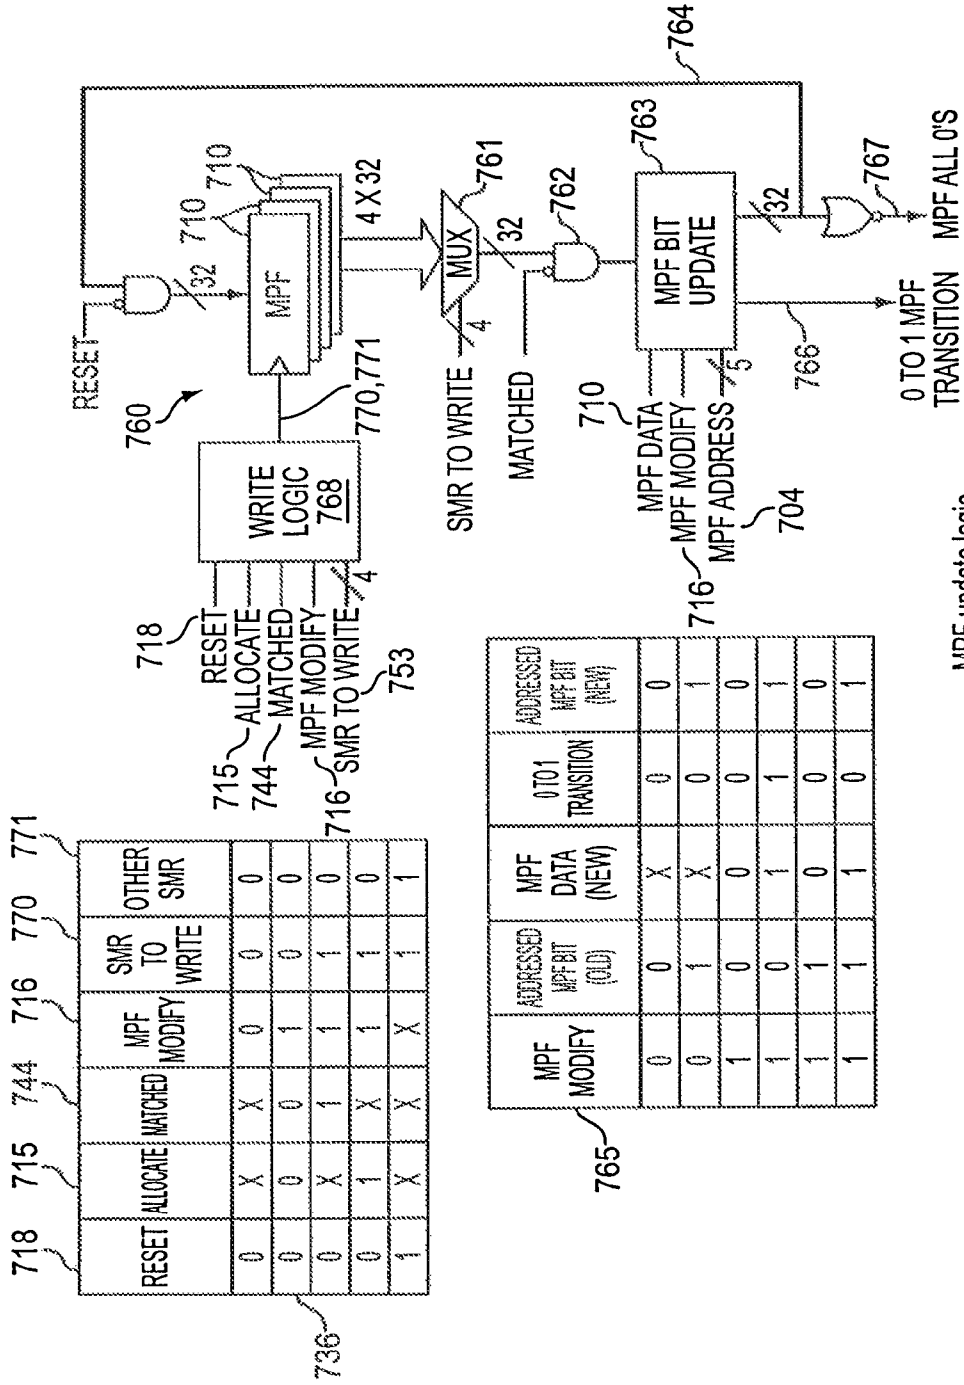 718
715
744
716
770
771
RESET
ALLOCATE
MATCHED
MPF
MODIFY
SMR
TO
WRITE
OTHER
SMR
0 X X 0 0 0
0 0 0 1 0 0
0 X 1 1 1 0
0 1 X 1 1 0
1 X X X 1 1
736
718
RESET
715
ALLOCATE
744
MATCHED
716
MPF MODIFY
SMR TO WRITE
753
4
WRITE
LOGIC
768
760
770,771
RESET
32
MPF
710
710
4 X 32
MUX
761
SMR TO WRITE
4
32
762
MATCHED
710
MPF DATA
716
MPF MODIFY
MPF ADDRESS
704
5
MPF BIT
UPDATE
763
764
32
766
767
0 TO 1 MPF
TRANSITION
MPF ALL 0'S
MPF
MODIFY
ADDRESSED
MPF BIT
(OLD)
MPF
DATA
(NEW)
0 TO 1
TRANSITION
ADDRESSED
MPF BIT
(NEW)
0 0 X 0 0
0 1 X 0 1
1 0 0 0 0
1 0 1 1 1
1 1 0 0 0
1 1 1 0 1
765
MPF update logic